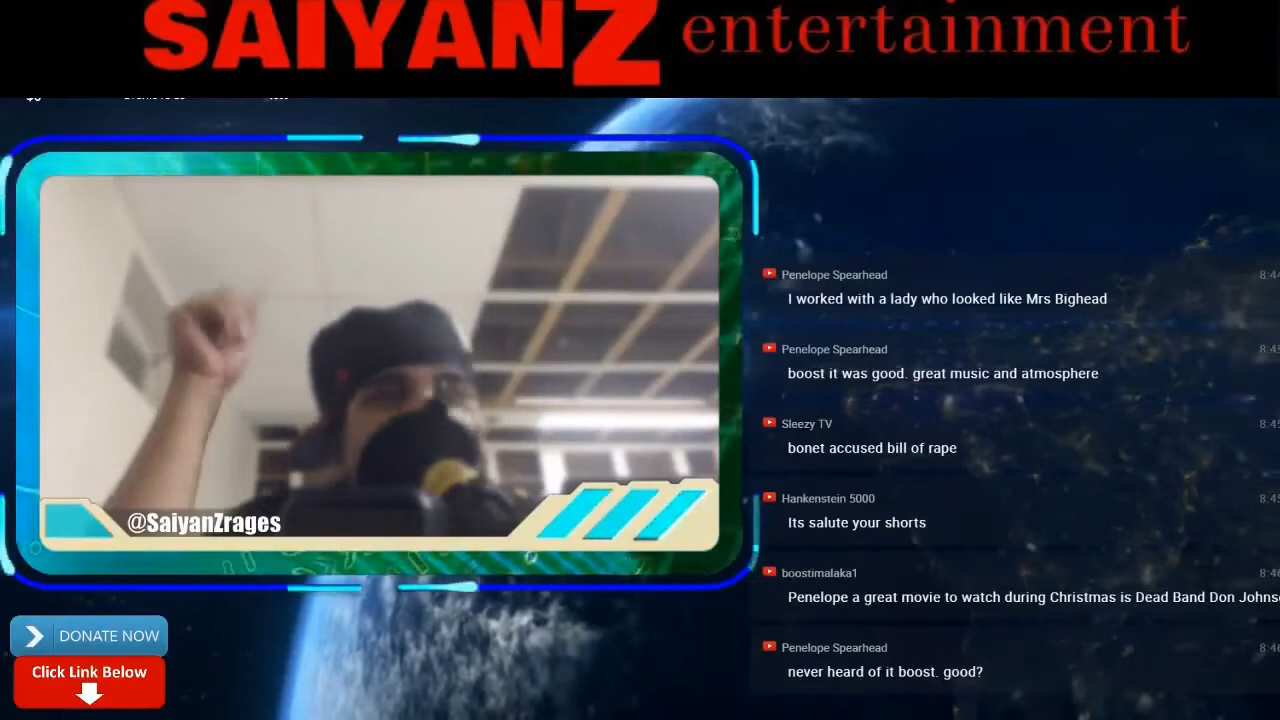 SAIYANZ entertainment
Penelope Spearhead
I worked with a lady who looked like Mrs Bighead
Penelope Spearhead
boost it was good. great music and atmosphere
Sleezy TV
bonet accused bill of rape
Hankenstein 5000
Its salute your shorts
boostimalaka1
Penelope a great movie to watch during Christmas is Dead Band Don
Penelope Spearhead
never heard of it boost. good?
@SaiyanZrages
DONATE NOW
Click Link Below